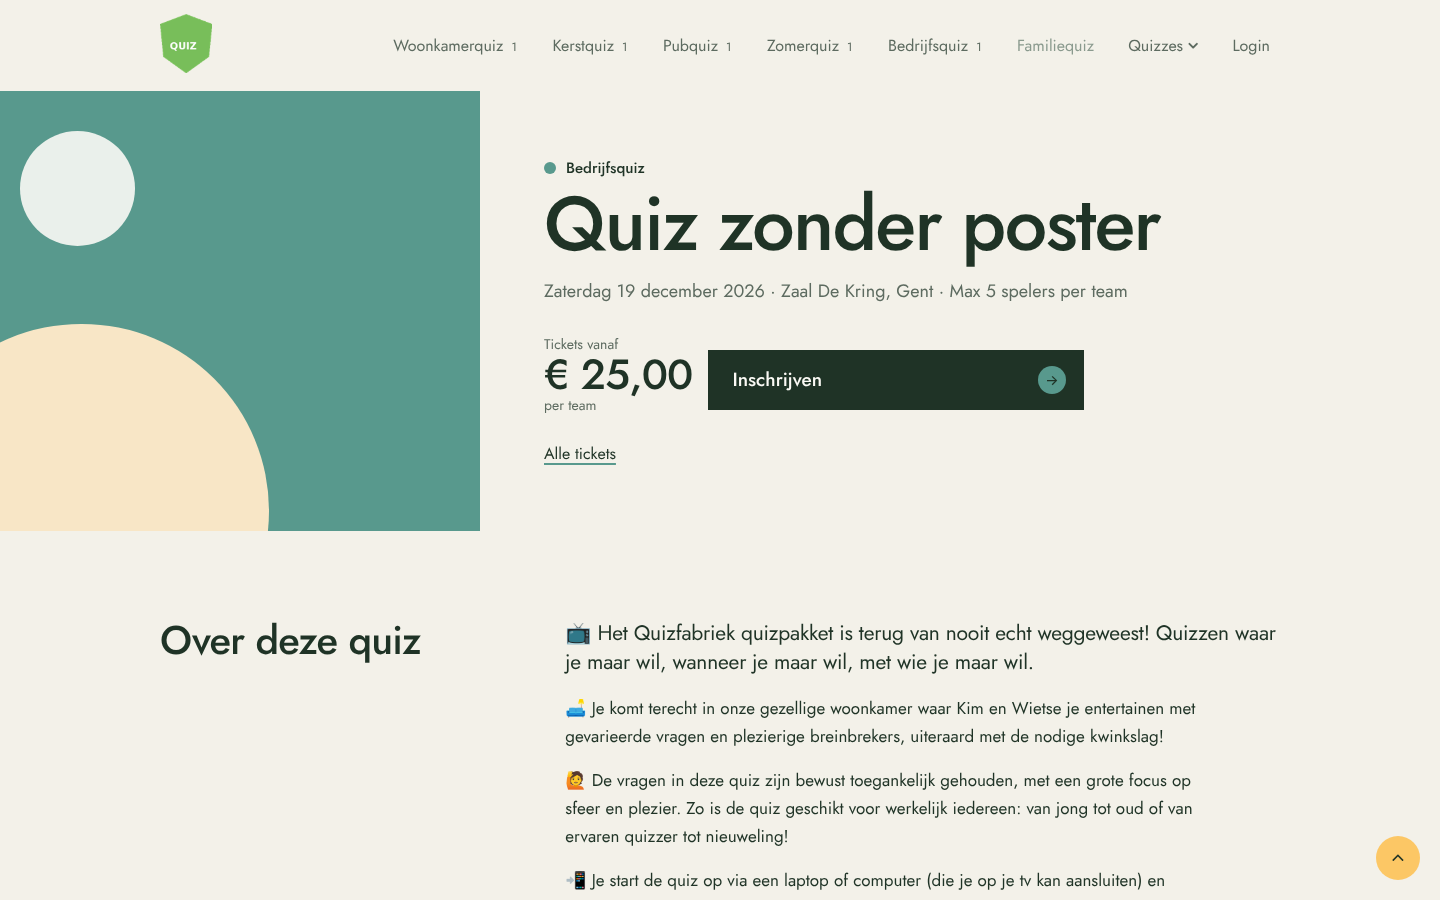 QUIZ
Woonkamerquiz 1 Kerstquiz 1 Pubquiz 1 Zomerquiz 1 Bedrijfsquiz 1 Familiequiz Quizzes Login
Bedrijfsquiz
Quiz zonder poster
Zaterdag 19 december 2026 · Zaal De Kring, Gent · Max 5 spelers per team
Tickets vanaf
€ 25,00
per team
Inschrijven
Alle tickets
Over deze quiz
📺 Het Quizfabriek quizpakket is terug van nooit echt weggeweest! Quizzen waar
je maar wil, wanneer je maar wil, met wie je maar wil.
🛋️ Je komt terecht in onze gezellige woonkamer waar Kim en Wietse je entertainen met
gevarieerde vragen en plezierige breinbrekers, uiteraard met de nodige kwinkslag!
🙋 De vragen in deze quiz zijn bewust toegankelijk gehouden, met een grote focus op
sfeer en plezier. Zo is de quiz geschikt voor werkelijk iedereen: van jong tot oud of van
ervaren quizzer tot nieuweling!
📲 Je start de quiz op via een laptop of computer (die je op je tv kan aansluiten) en